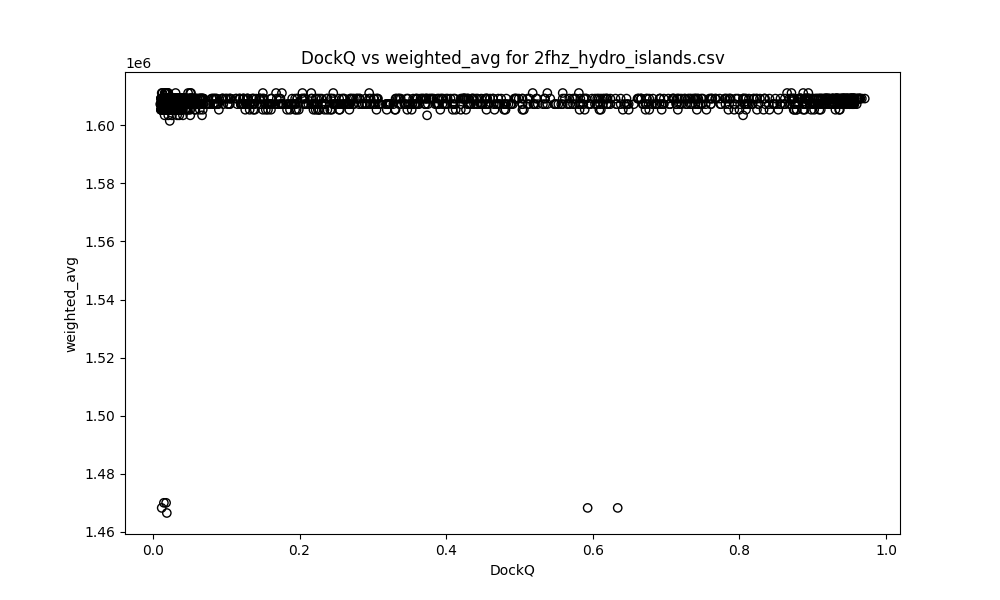 DockQ vs weighted_avg for 2fhz_hydro_islands.csv
1e6
1.60
1.58
1.56
1.54
1.52
1.50
1.48
1.46
weighted_avg
0.0 0.2 0.4 0.6 0.8 1.0
DockQ